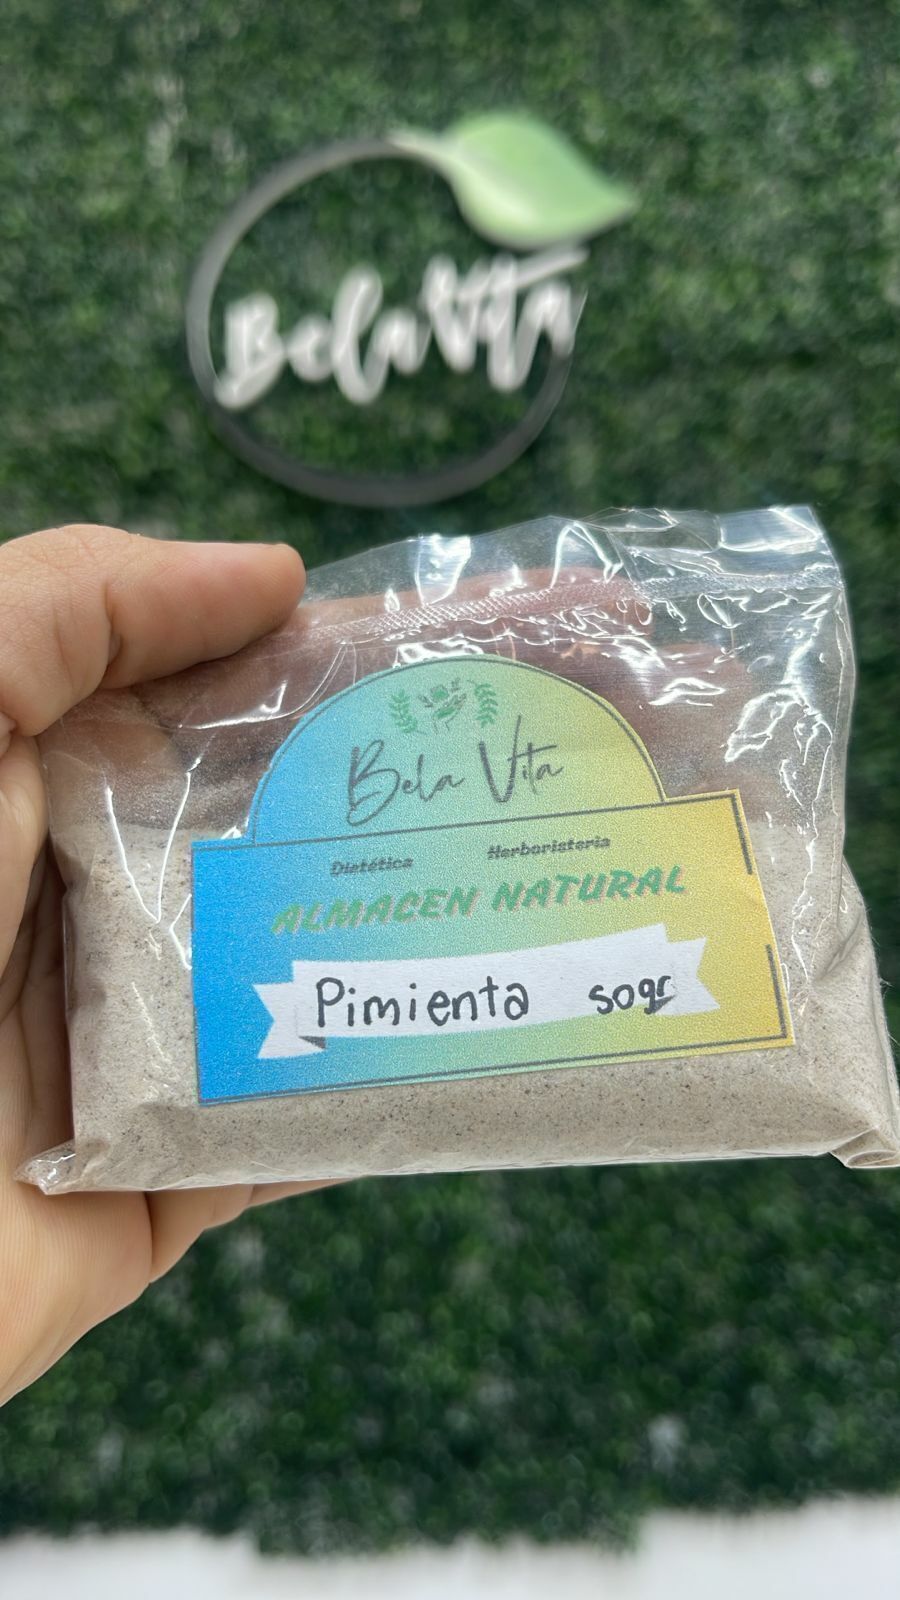 Bela Vita
Bela Vita
Dietética Herboristeria
ALMACEN NATURAL
Pimienta 50gr